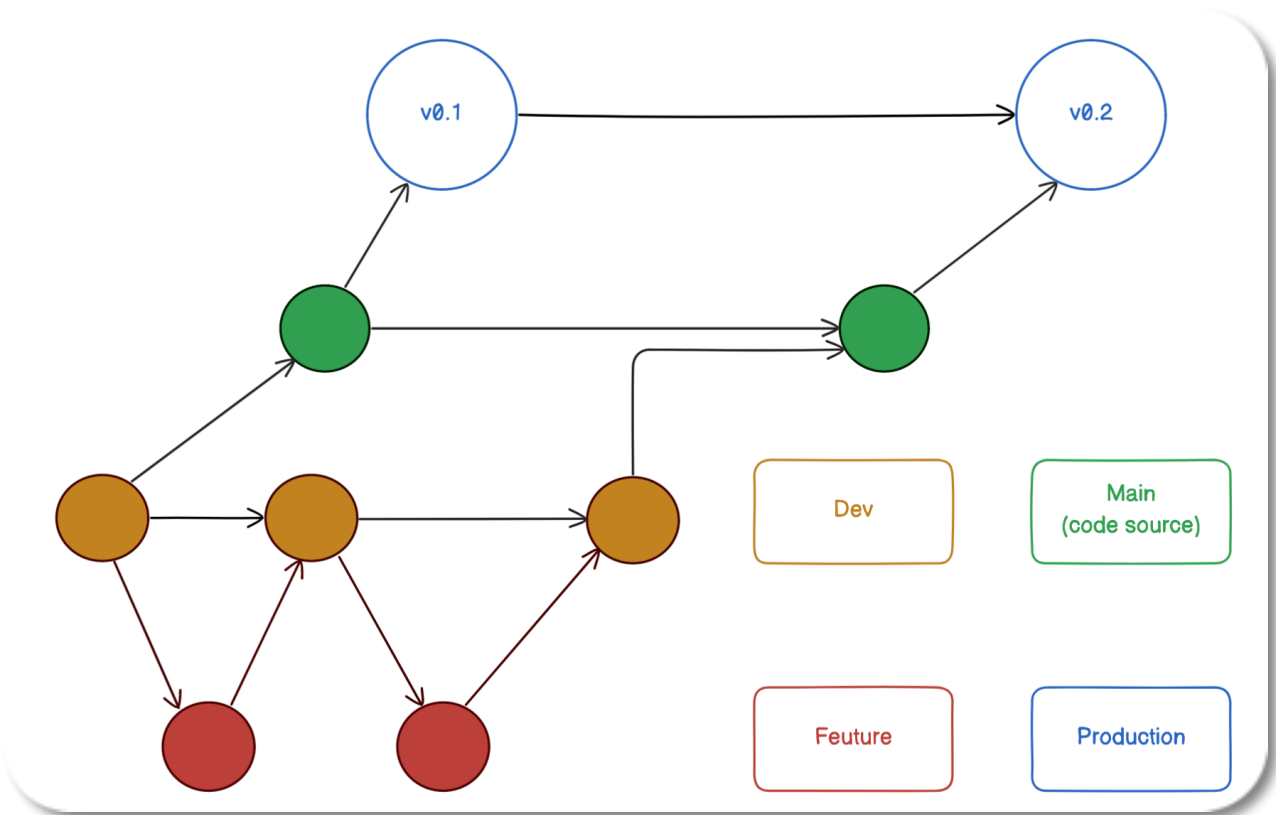 v0.1
v0.2
Dev
Main
(code source)
Feuture
Production